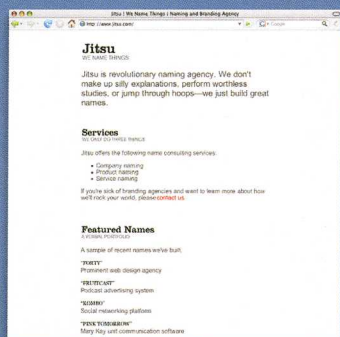 Jitsu | We Name Things | Naming and Branding Agency
http://www.jitsu.com/
Google
Jitsu
WE NAME THINGS
Jitsu is revolutionary naming agency. We don't
make up silly explanations, perform worthless
studies, or jump through hoops—we just build great
names.
Services
WE ONLY DO THREE THINGS
Jitsu offers the following name consulting services:
• Company naming
• Product naming
• Service naming
If you're sick of branding agencies and want to learn more about how
we'll rock your world, please contact us.
Featured Names
A VERBAL PORTFOLIO
A sample of recent names we've built.
"FORTY"
Prominent web design agency
"FRUITCAST"
Podcast advertising system
"KOMBO"
Social networking platform
"PINK TOMORROW"
Mary Kay unit communication software